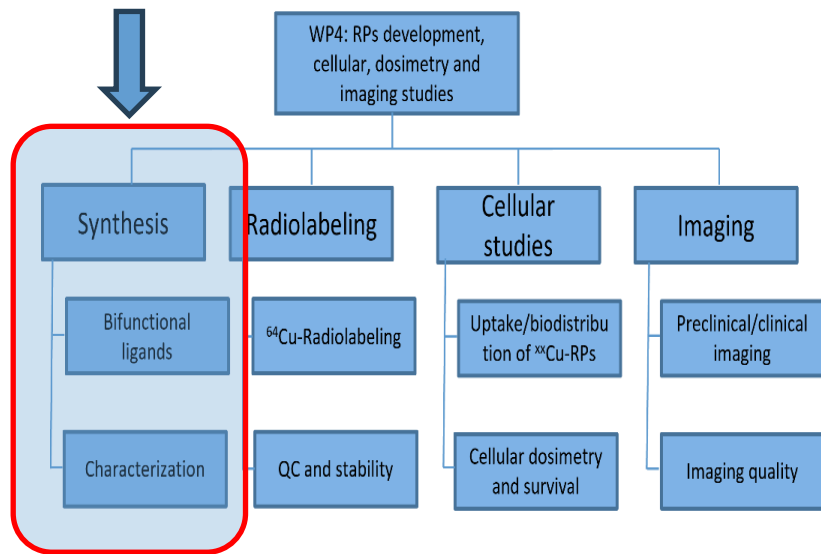 WP4: RPs development,
cellular, dosimetry and
imaging studies
Synthesis
Radiolabeling
Cellular
studies
Imaging
Bifunctional
ligands
⁶⁴Cu-Radiolabeling
Uptake/biodistribu
tion of ˣˣCu-RPs
Preclinical/clinical
imaging
Characterization
QC and stability
Cellular dosimetry
and survival
Imaging quality